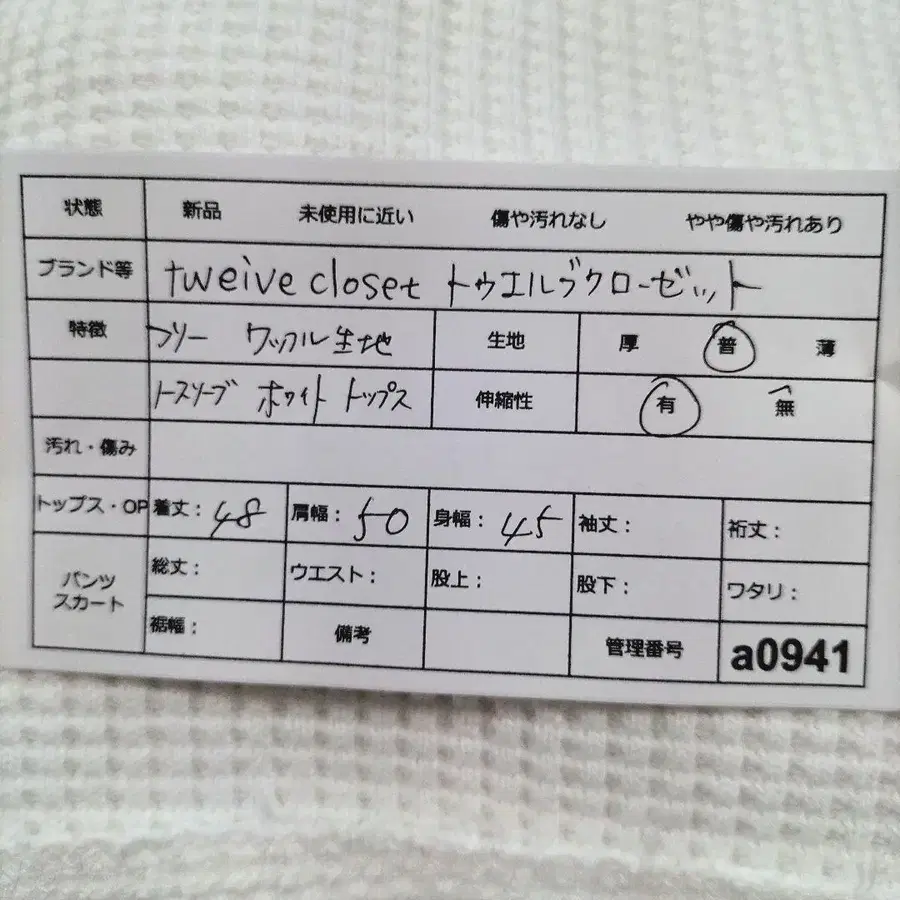 状態 新品 未使用に近い 傷や汚れなし やや傷や汚れあり
ブランド等 tweive closet トゥエルブクローゼット
特徴 フリー ワッフル生地 生地 厚 普 薄
ノースリーブ ホワイト トップス 伸縮性 有 無
汚れ・傷み
トップス・OP 着丈: 48 肩幅: 50 身幅: 45 袖丈: 裄丈:
パンツ スカート 総丈: ウエスト: 股上: 股下: ワタリ:
裾幅: 備考 管理番号 a0941